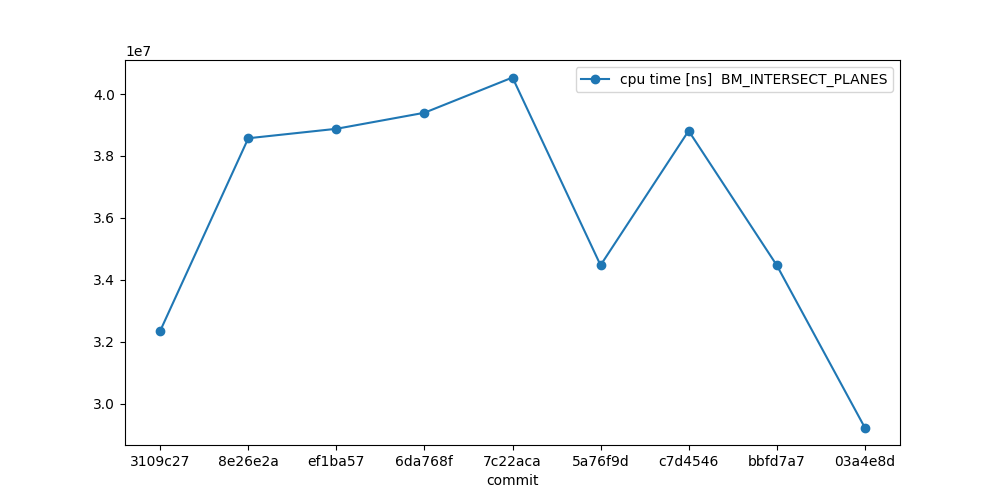 1e7
cpu time [ns]  BM_INTERSECT_PLANES
4.0
3.8
3.6
3.4
3.2
3.0
3109c27 8e26e2a ef1ba57 6da768f 7c22aca 5a76f9d c7d4546 bbfd7a7 03a4e8d
commit